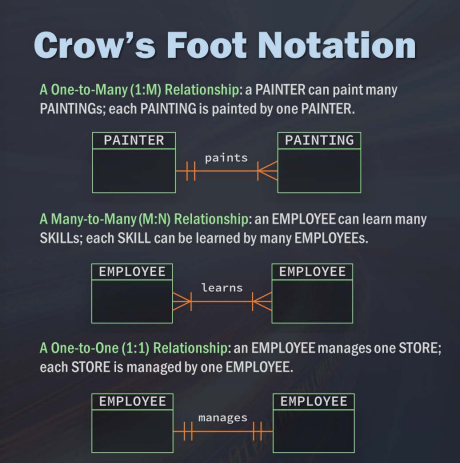 Crow's Foot Notation
A One-to-Many (1:M) Relationship: a PAINTER can paint many
PAINTINGs; each PAINTING is painted by one PAINTER.
PAINTER
PAINTING
paints
A Many-to-Many (M:N) Relationship: an EMPLOYEE can learn many
SKILLs; each SKILL can be learned by many EMPLOYEEs.
EMPLOYEE
EMPLOYEE
learns
A One-to-One (1:1) Relationship: an EMPLOYEE manages one STORE;
each STORE is managed by one EMPLOYEE.
EMPLOYEE
EMPLOYEE
manages